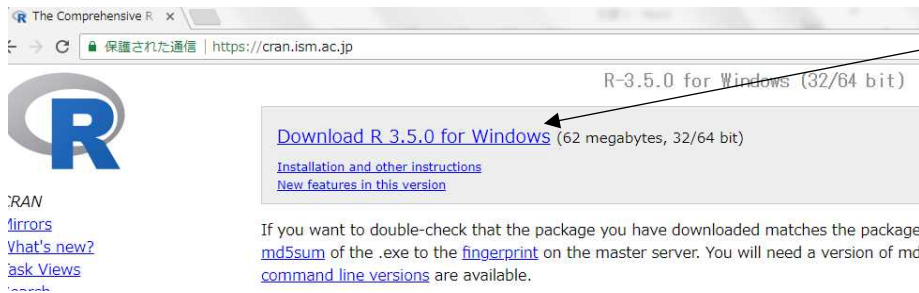 The Comprehensive R
保護された通信 | https://cran.ism.ac.jp
R-3.5.0 for Windows (32/64 bit)
R
Download R 3.5.0 for Windows (62 megabytes, 32/64 bit)
Installation and other instructions
New features in this version
CRAN
Mirrors
What's new?
Task Views
Search
If you want to double-check that the package you have downloaded matches the package
md5sum of the .exe to the fingerprint on the master server. You will need a version of md
command line versions are available.